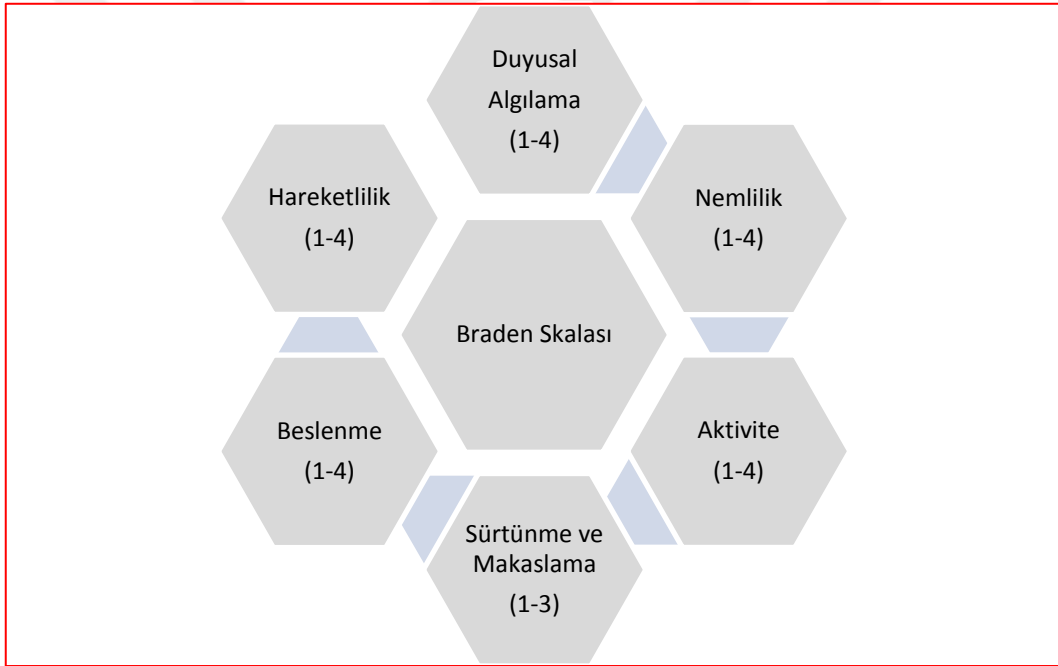 Duyusal
Algılama
(1-4)
Nemlilik
(1-4)
Aktivite
(1-4)
Sürtünme ve
Makaslama
(1-3)
Beslenme
(1-4)
Hareketlilik
(1-4)
Braden Skalası